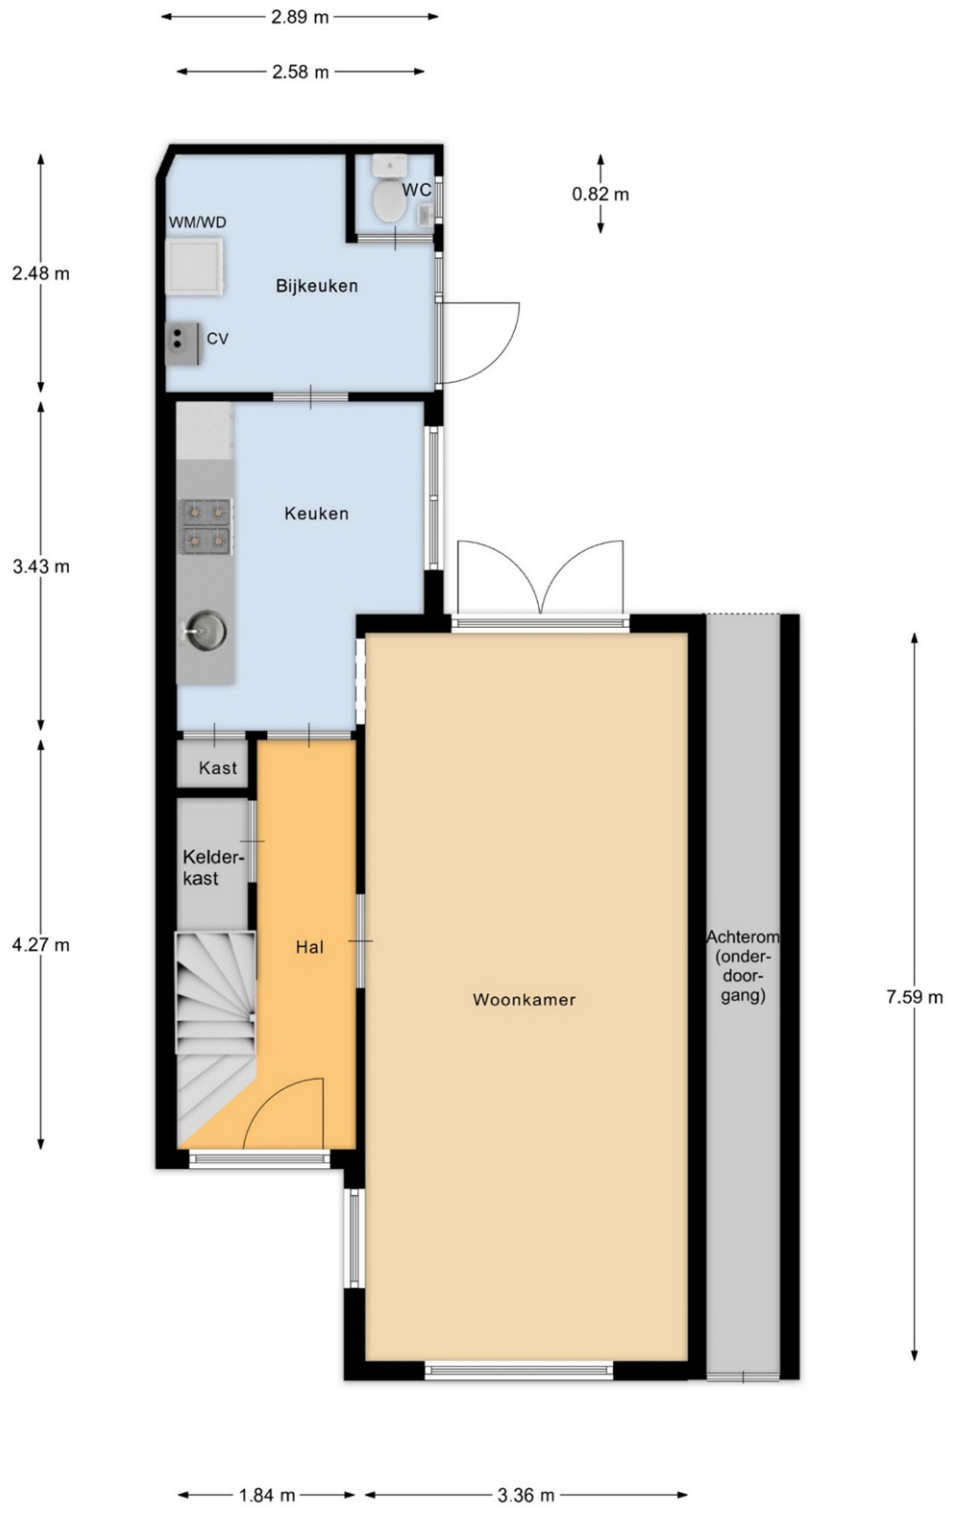 2.89 m
2.58 m
WC
0.82 m
WM/WD
2.48 m
Bijkeuken
CV
Keuken
3.43 m
Kast
Kelder-
kast
4.27 m
Hal
Woonkamer
Achterom
(onder-
door-
gang)
7.59 m
1.84 m
3.36 m